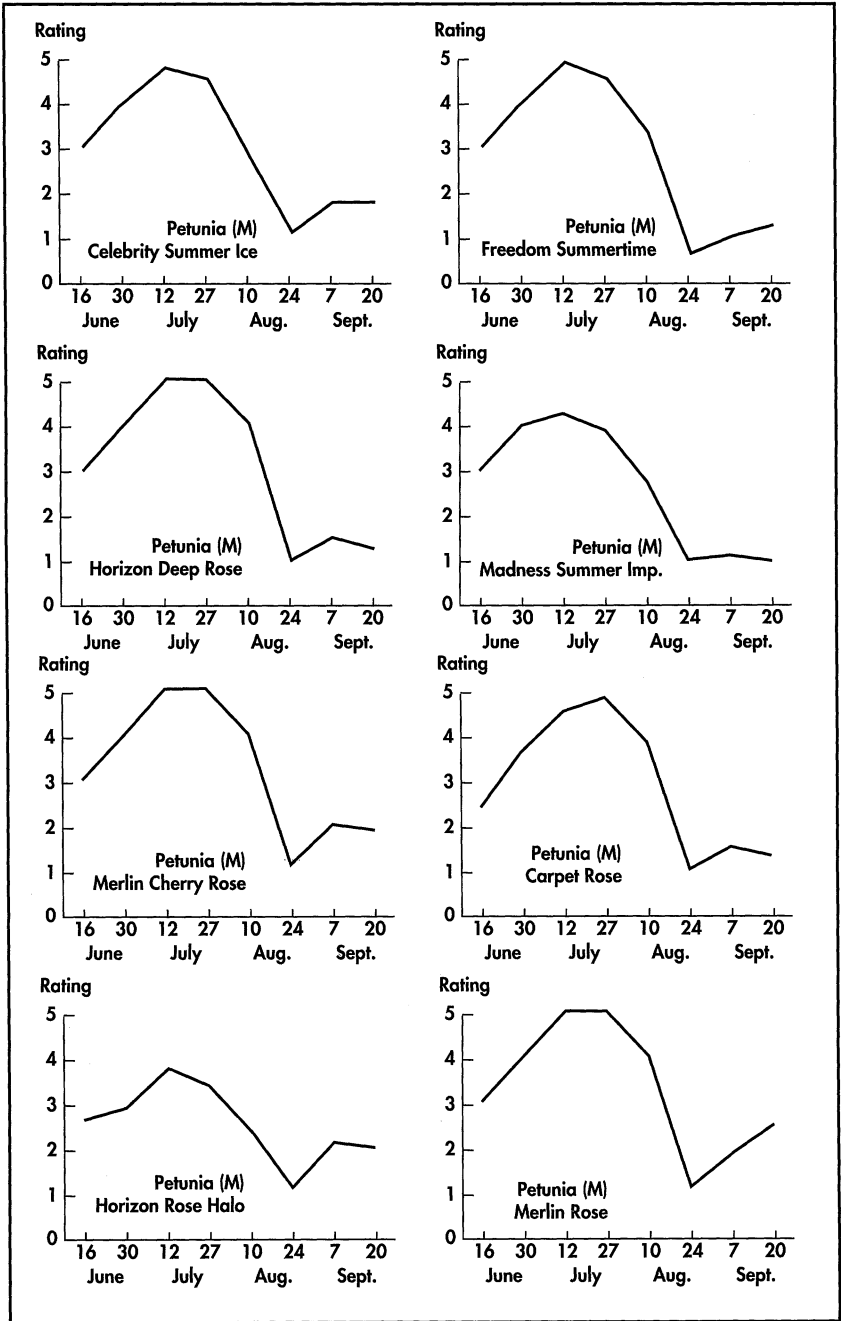 Rating
5
4
3
2
1
0
Petunia (M)
Celebrity Summer Ice
16 30 12 27 10 24 7 20
June July Aug. Sept.
Rating
5
4
3
2
1
0
Petunia (M)
Freedom Summertime
16 30 12 27 10 24 7 20
June July Aug. Sept.
Rating
5
4
3
2
1
0
Petunia (M)
Horizon Deep Rose
16 30 12 27 10 24 7 20
June July Aug. Sept.
Rating
5
4
3
2
1
0
Petunia (M)
Madness Summer Imp.
16 30 12 27 10 24 7 20
June July Aug. Sept.
Rating
5
4
3
2
1
0
Petunia (M)
Merlin Cherry Rose
16 30 12 27 10 24 7 20
June July Aug. Sept.
Rating
5
4
3
2
1
0
Petunia (M)
Carpet Rose
16 30 12 27 10 24 7 20
June July Aug. Sept.
Rating
5
4
3
2
1
0
Petunia (M)
Horizon Rose Halo
16 30 12 27 10 24 7 20
June July Aug. Sept.
Rating
5
4
3
2
1
0
Petunia (M)
Merlin Rose
16 30 12 27 10 24 7 20
June July Aug. Sept.